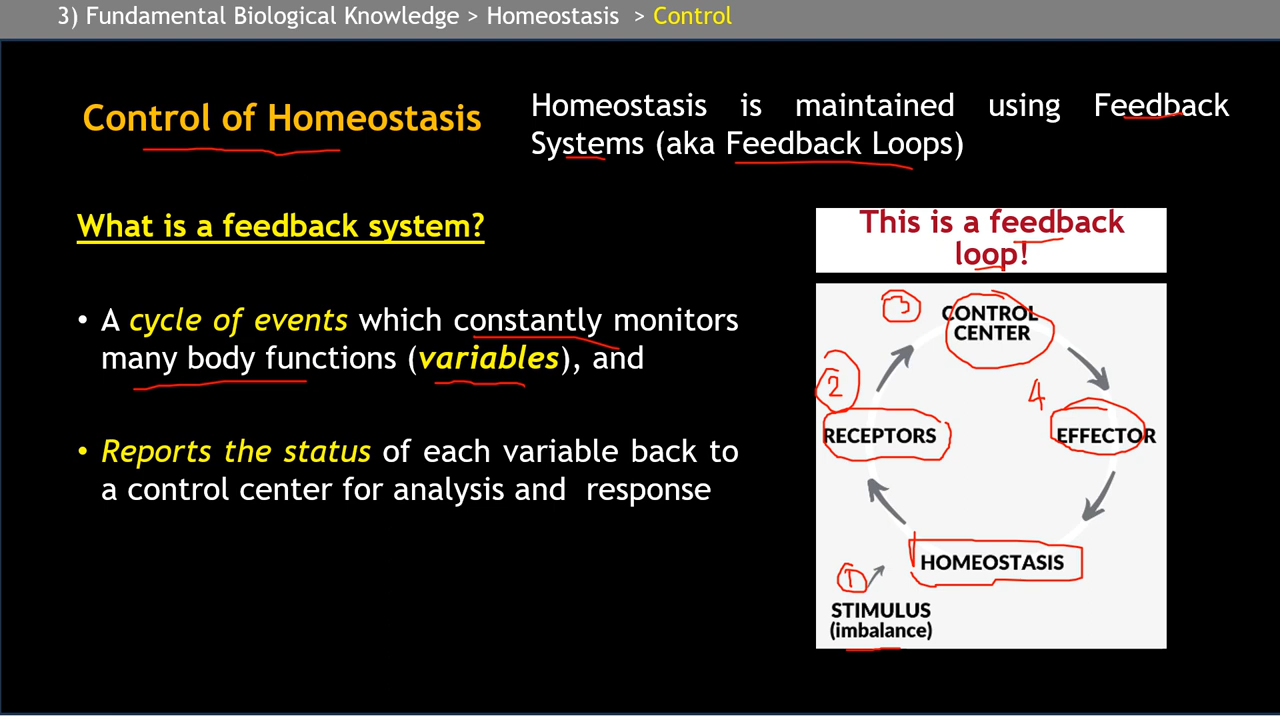 3) Fundamental Biological Knowledge > Homeostasis > Control
Control of Homeostasis
Homeostasis is maintained using Feedback
Systems (aka Feedback Loops)
What is a feedback system?
• A cycle of events which constantly monitors
many body functions (variables), and
• Reports the status of each variable back to
a control center for analysis and response
This is a feedback
loop!
3
CONTROL
CENTER
2
4
RECEPTORS
EFFECTOR
HOMEOSTASIS
1
STIMULUS
(imbalance)